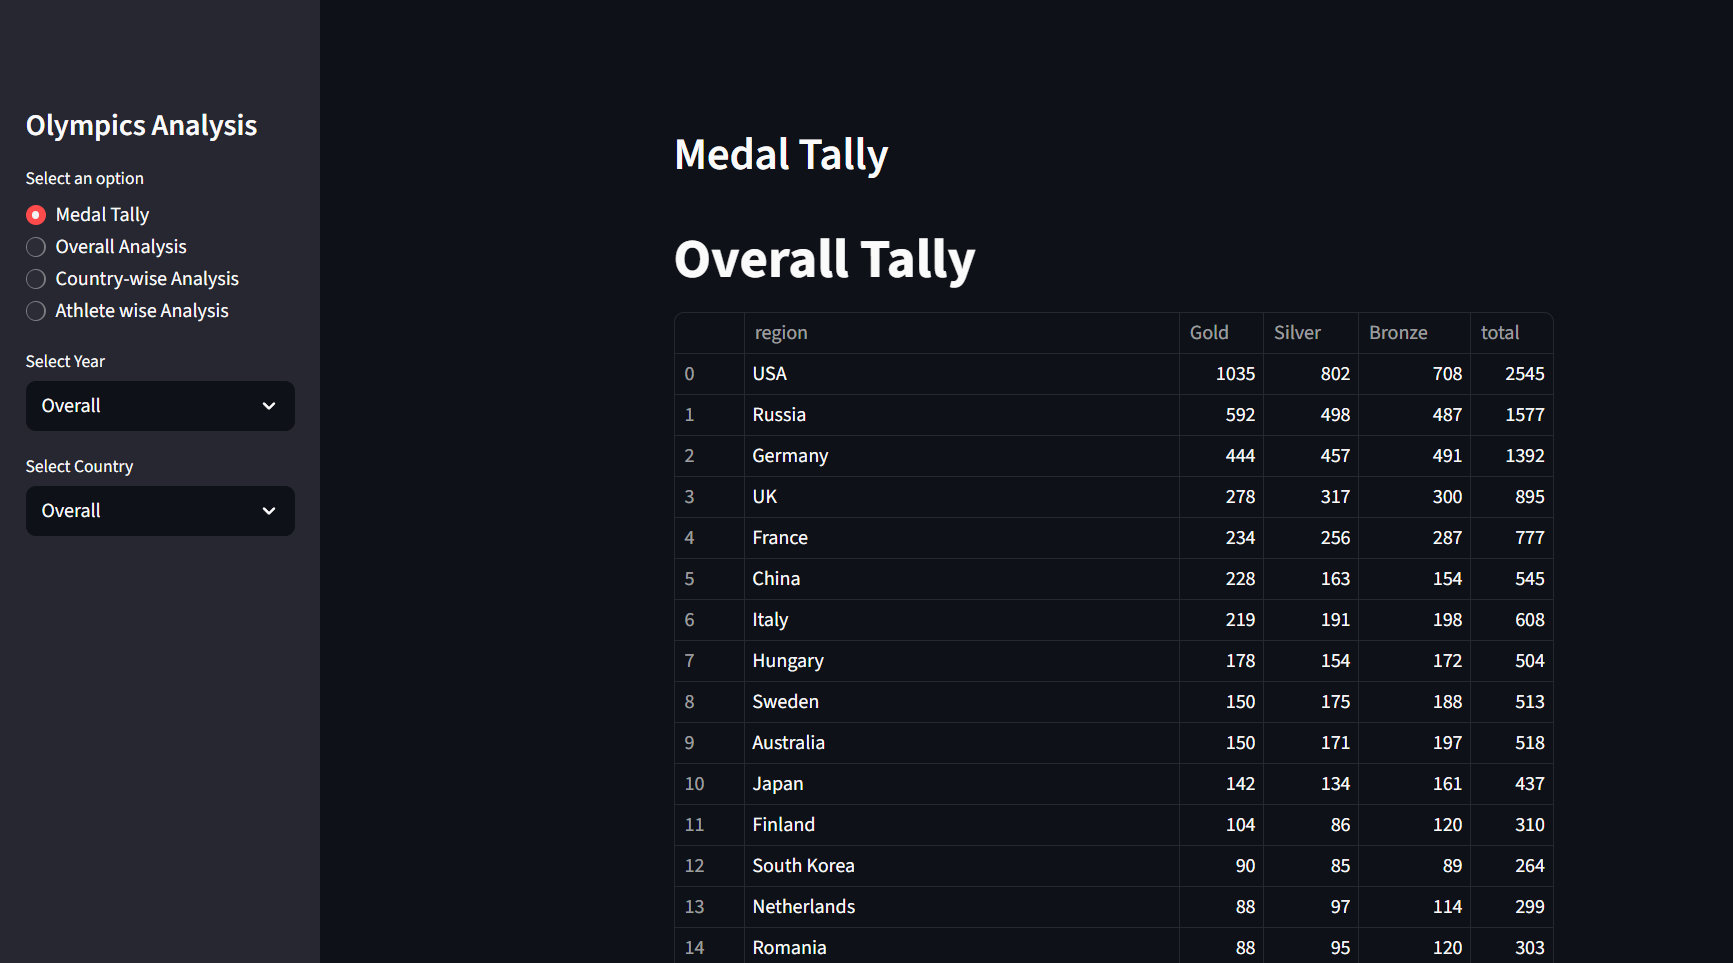 Olympics Analysis
Select an option
Medal Tally
Overall Analysis
Country-wise Analysis
Athlete wise Analysis
Select Year
Overall
Select Country
Overall
Medal Tally
Overall Tally
region Gold Silver Bronze total
0 USA 1035 802 708 2545
1 Russia 592 498 487 1577
2 Germany 444 457 491 1392
3 UK 278 317 300 895
4 France 234 256 287 777
5 China 228 163 154 545
6 Italy 219 191 198 608
7 Hungary 178 154 172 504
8 Sweden 150 175 188 513
9 Australia 150 171 197 518
10 Japan 142 134 161 437
11 Finland 104 86 120 310
12 South Korea 90 85 89 264
13 Netherlands 88 97 114 299
14 Romania 88 95 120 303